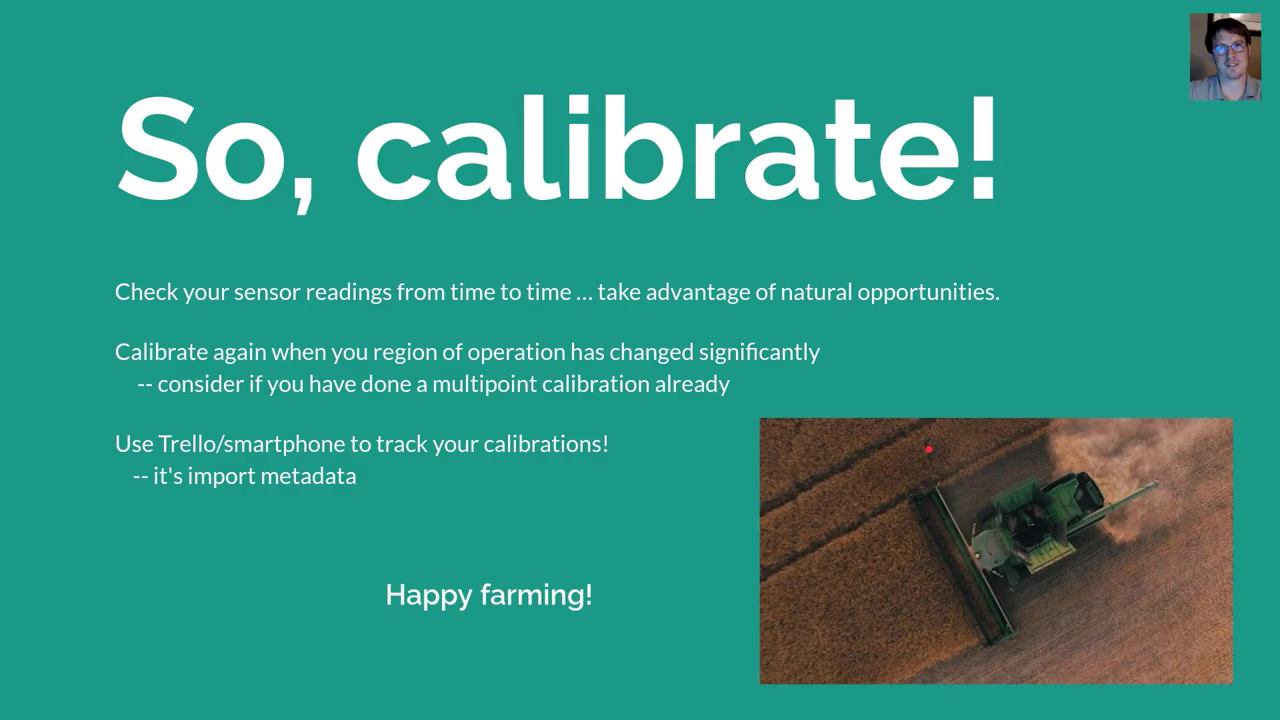 So, calibrate!
Check your sensor readings from time to time ... take advantage of natural opportunities.
Calibrate again when you region of operation has changed significantly
-- consider if you have done a multipoint calibration already
Use Trello/smartphone to track your calibrations!
-- it's import metadata
Happy farming!